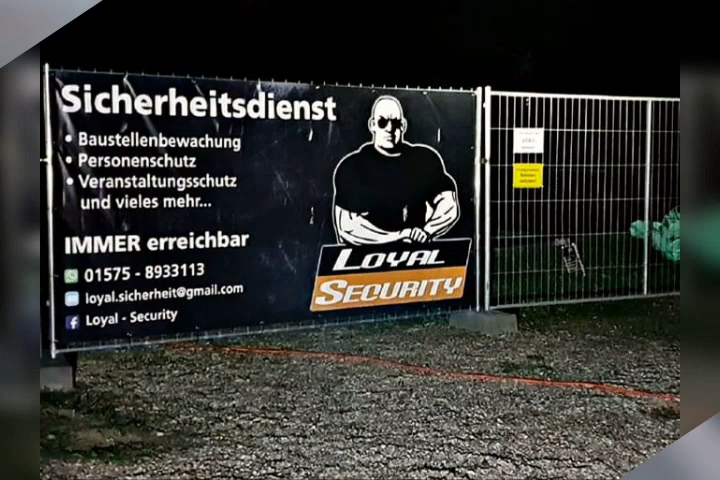 Sicherheitsdienst
• Baustellenbewachung
• Personenschutz
• Veranstaltungsschutz
und vieles mehr...
IMMER erreichbar
01575 - 8933113
loyal.sicherheit@gmail.com
Loyal - Security
LOYAL
SECURITY